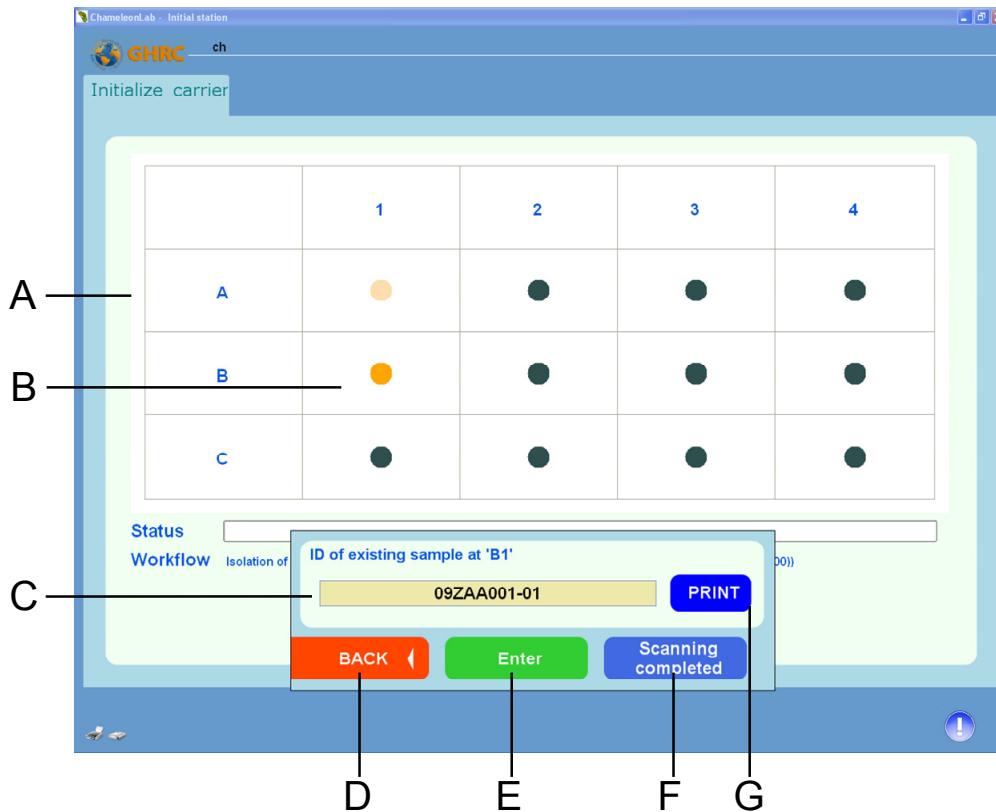 ChameleonLab - Initial station
GHRC ch
Initialize carrier
1 2 3 4
A A
B B
C
Status
Workflow Isolation of 00))
ID of existing sample at 'B1'
C 09ZAA001-01 PRINT
BACK Enter Scanning
completed
D E F G